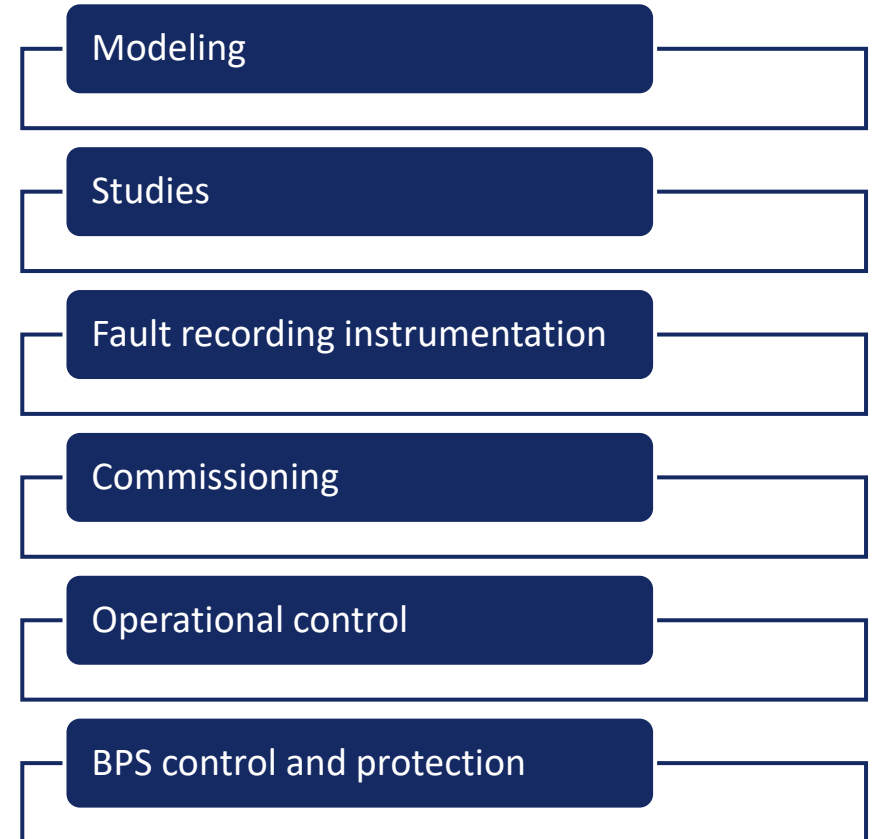 Modeling
Studies
Fault recording instrumentation
Commissioning
Operational control
BPS control and protection